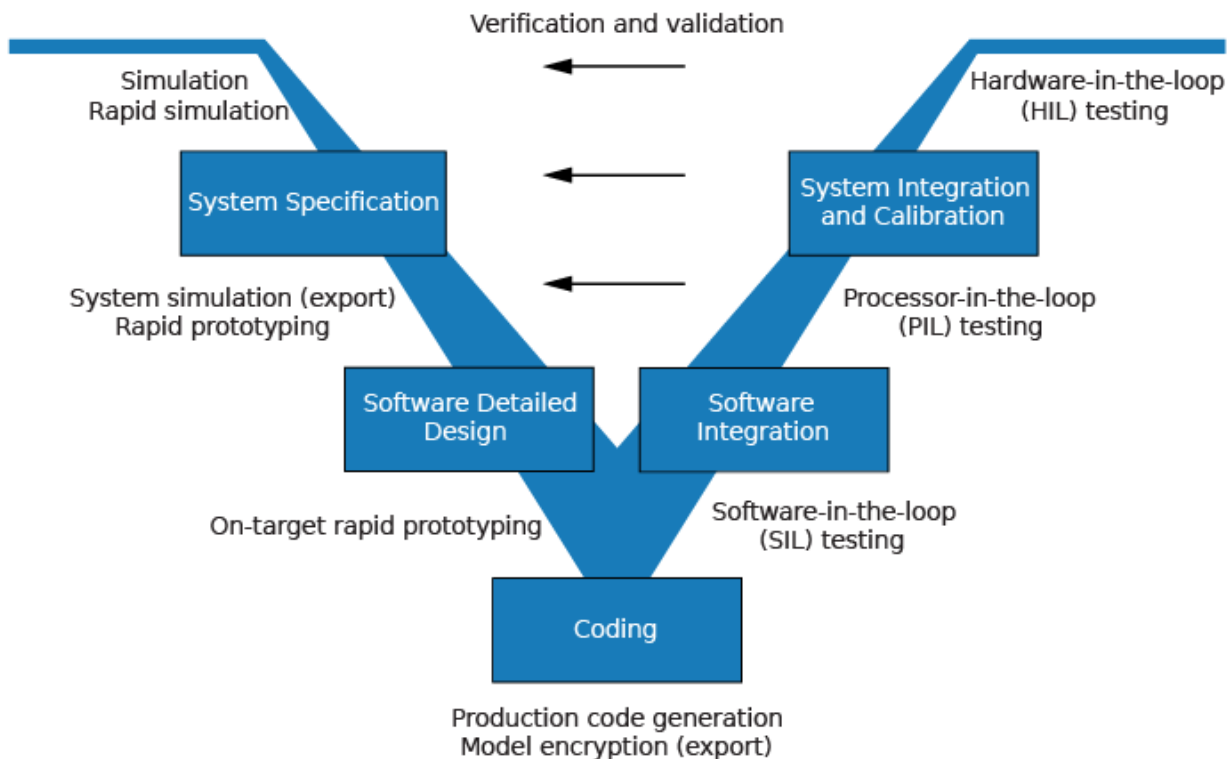 Verification and validation
Simulation
Rapid simulation
Hardware-in-the-loop
(HIL) testing
System Specification
System Integration
and Calibration
System simulation (export)
Rapid prototyping
Processor-in-the-loop
(PIL) testing
Software Detailed
Design
Software
Integration
On-target rapid prototyping
Software-in-the-loop
(SIL) testing
Coding
Production code generation
Model encryption (export)